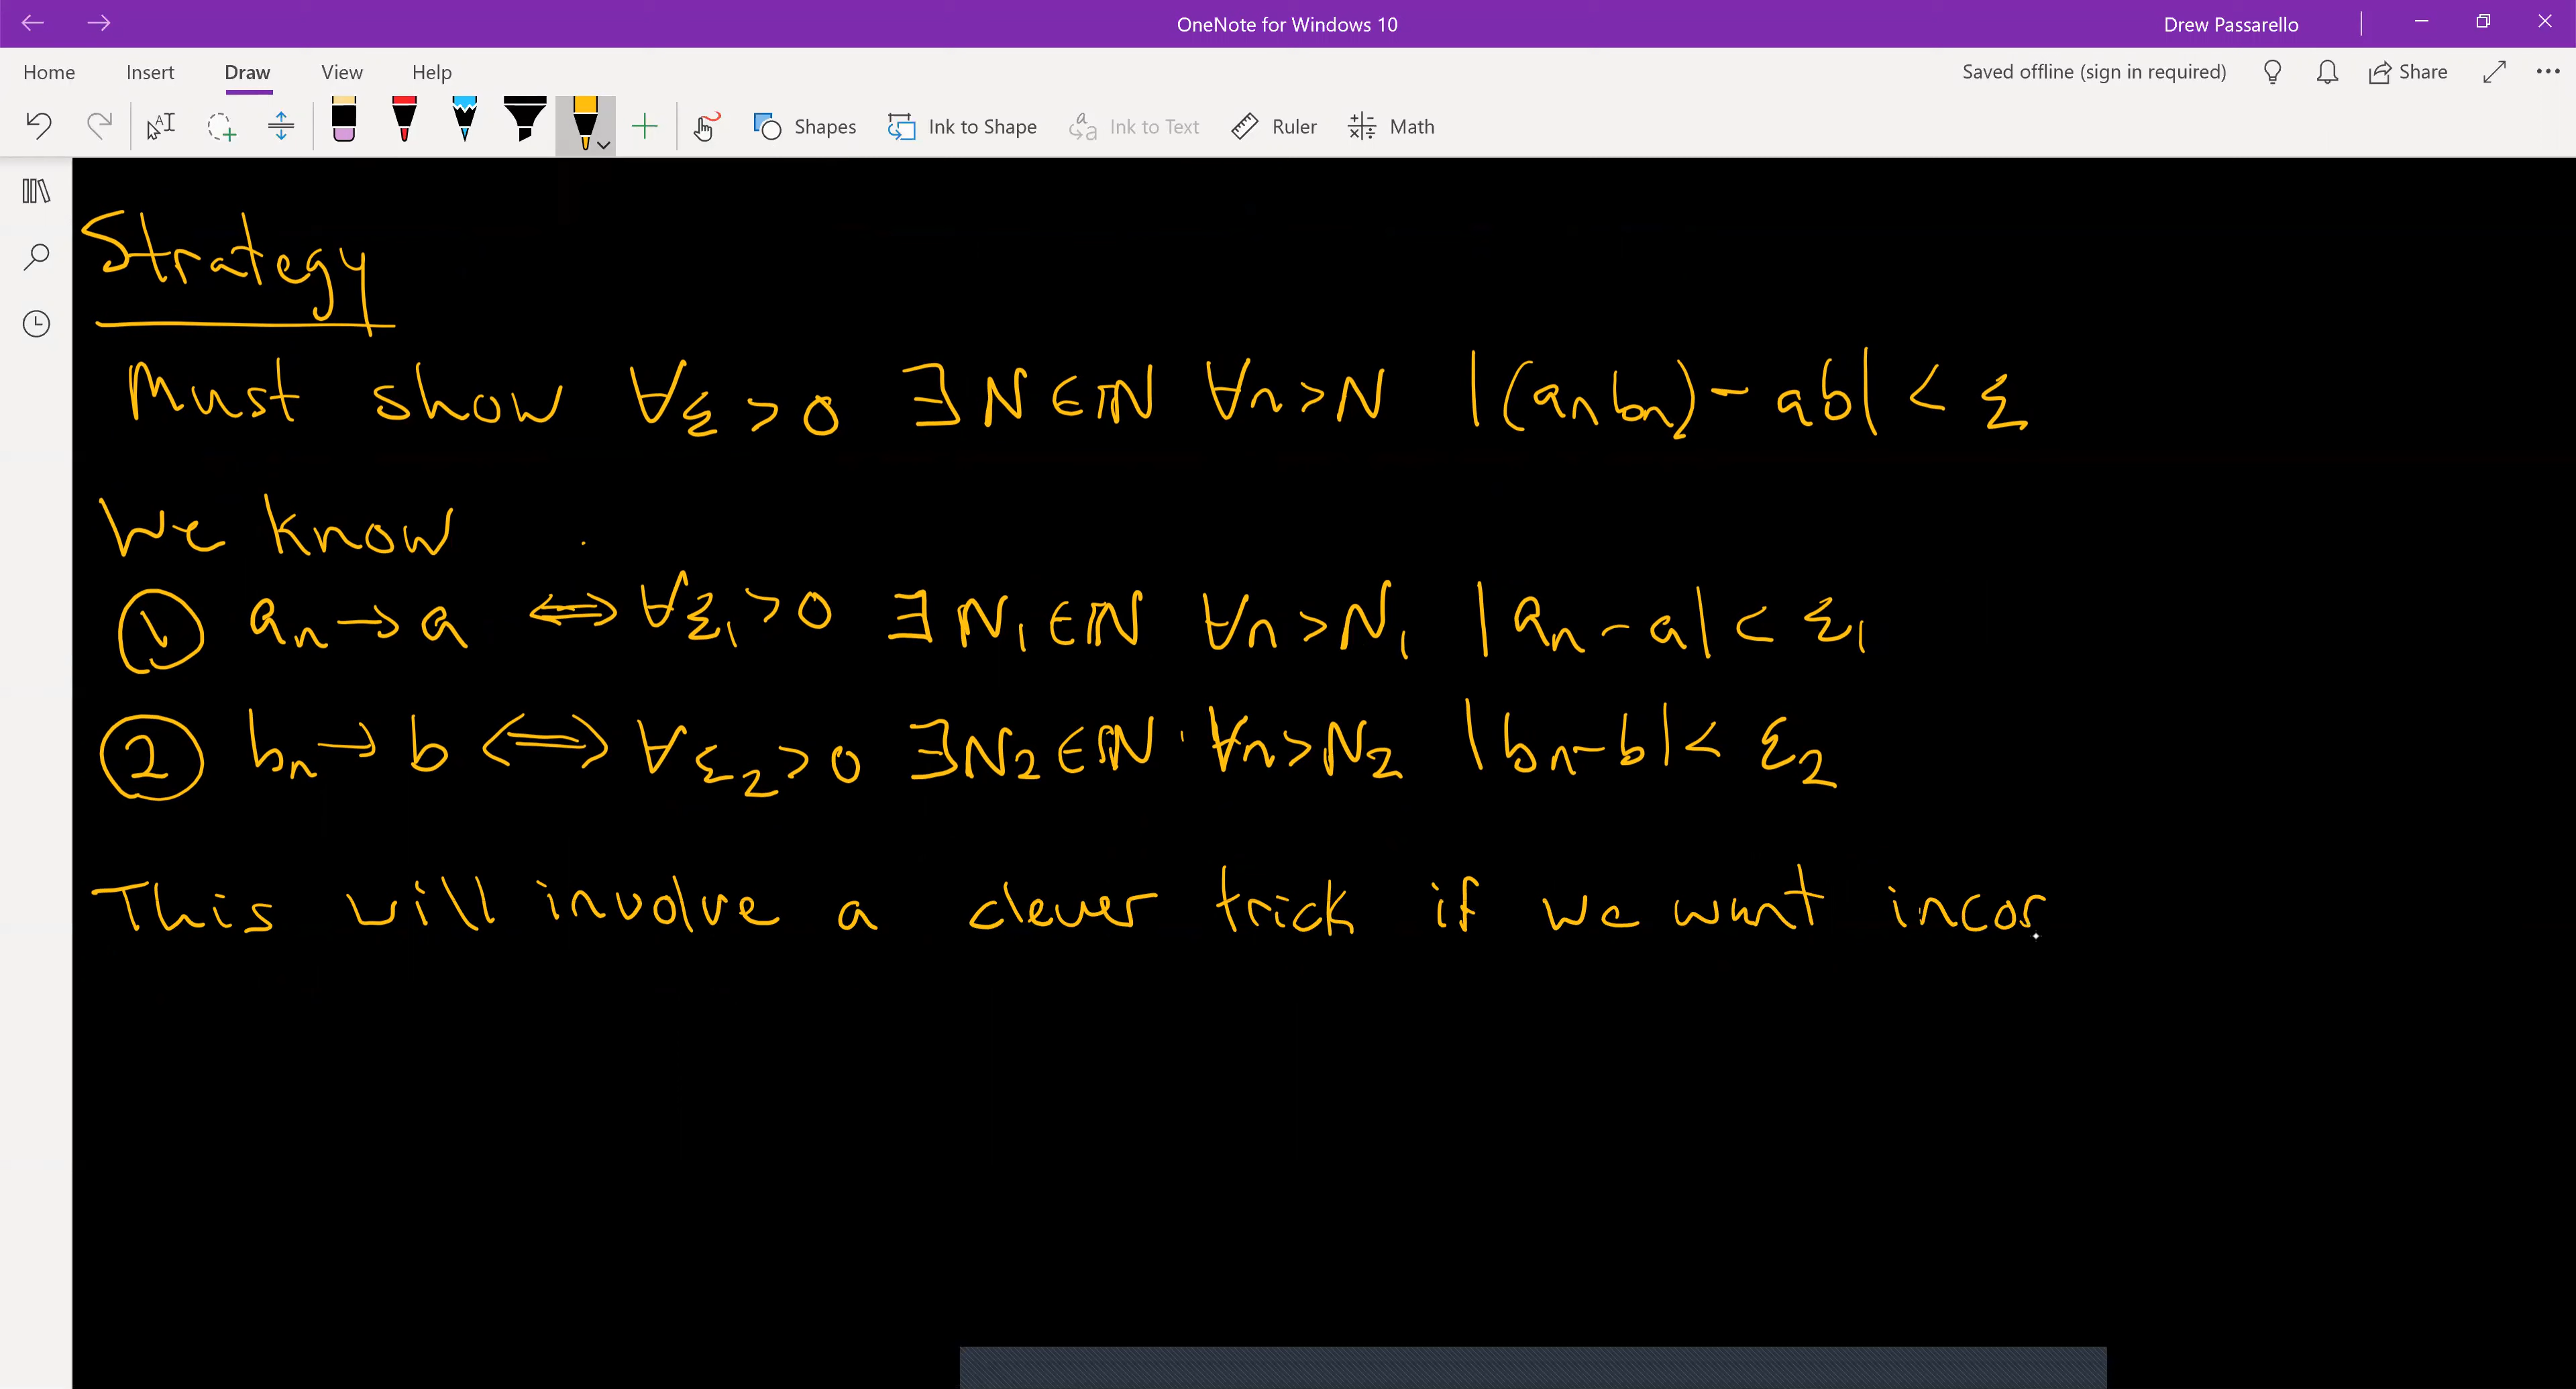 OneNote for Windows 10
Drew Passarello
Home Insert Draw View Help
Saved offline (sign in required) Share
Shapes Ink to Shape Ink to Text Ruler Math
Strategy
Must show ∀ε > 0 ∃N∈ℕ ∀n > N |(aₙbₙ) - ab| < ε
We know
① aₙ → a ⇔ ∀ε₁ > 0 ∃N₁∈ℕ ∀n > N₁ |aₙ - a| < ε₁
② bₙ → b ⇔ ∀ε₂ > 0 ∃N₂∈ℕ ∀n > N₂ |bₙ - b| < ε₂
This will involve a clever trick if we want incor